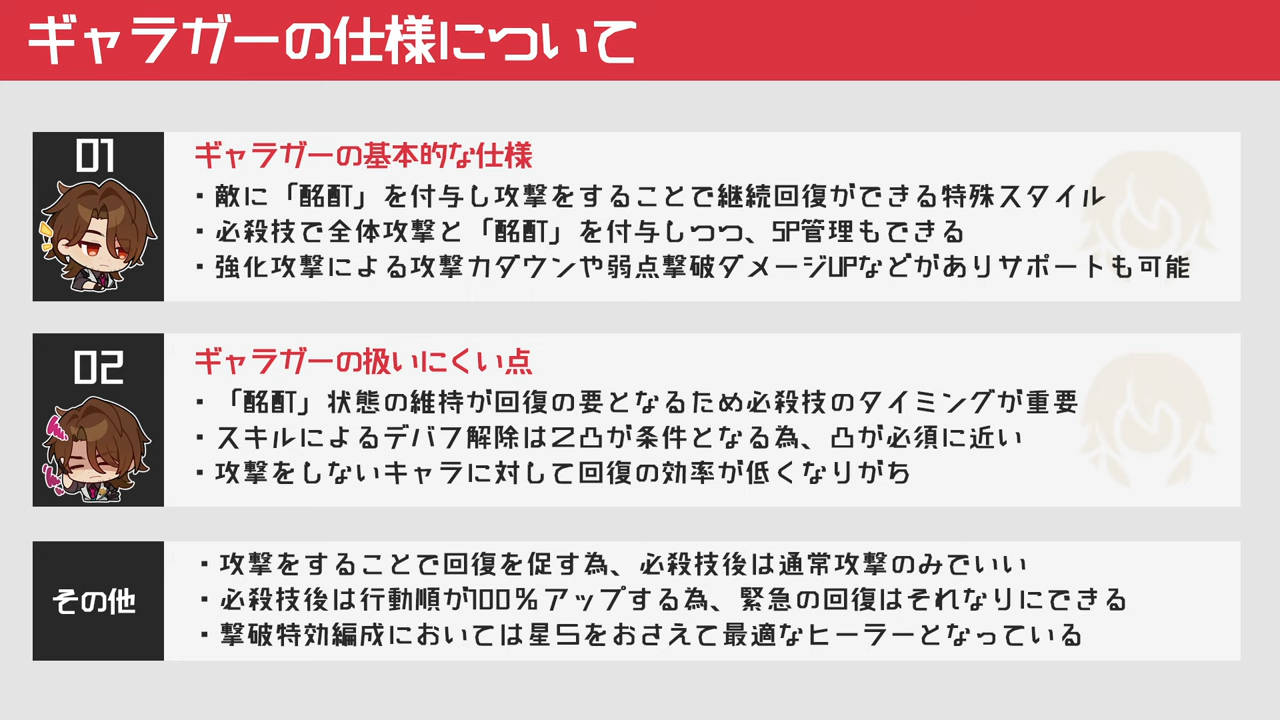 ギャラガーの仕様について
01
ギャラガーの基本的な仕様
・敵に「酩酊」を付与し攻撃をすることで継続回復ができる特殊スタイル
・必殺技で全体攻撃と「酩酊」を付与しつつ、SP管理もできる
・強化攻撃による攻撃力ダウンや弱点撃破ダメージUPなどがありサポートも可能
02
ギャラガーの扱いにくい点
・「酩酊」状態の維持が回復の要となるため必殺技のタイミングが重要
・スキルによるデバフ解除は2凸が条件となる為、凸が必須に近い
・攻撃をしないキャラに対して回復の効率が低くなりがち
その他
・攻撃をすることで回復を促す為、必殺技後は通常攻撃のみでいい
・必殺技後は行動順が100%アップする為、緊急の回復はそれなりにできる
・撃破特効編成においては星5をおさえて最適なヒーラーとなっている